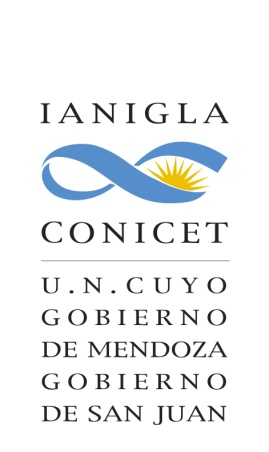 IANIGLA
CONICET
U.N.CUYO
GOBIERNO
DE MENDOZA
GOBIERNO
DE SAN JUAN